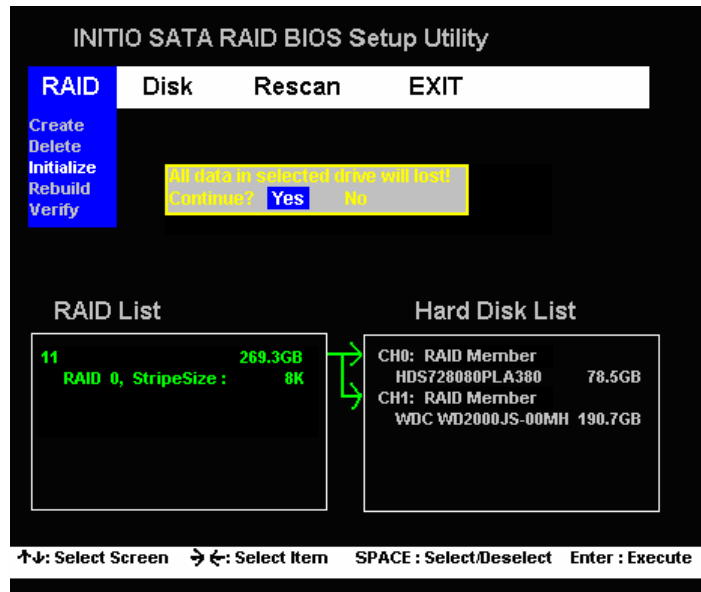 INITIO SATA RAID BIOS Setup Utility
RAID Disk Rescan EXIT
Create
Delete
Initialize
Rebuild
Verify
All data in selected drive will lost!
Continue? Yes No
RAID List
11 269.3GB
RAID 0, StripeSize : 8K
Hard Disk List
CH0: RAID Member
HDS728080PLA380 78.5GB
CH1: RAID Member
WDC WD2000JS-00MH 190.7GB
↑↓: Select Screen →←: Select Item SPACE : Select/Deselect Enter : Execute